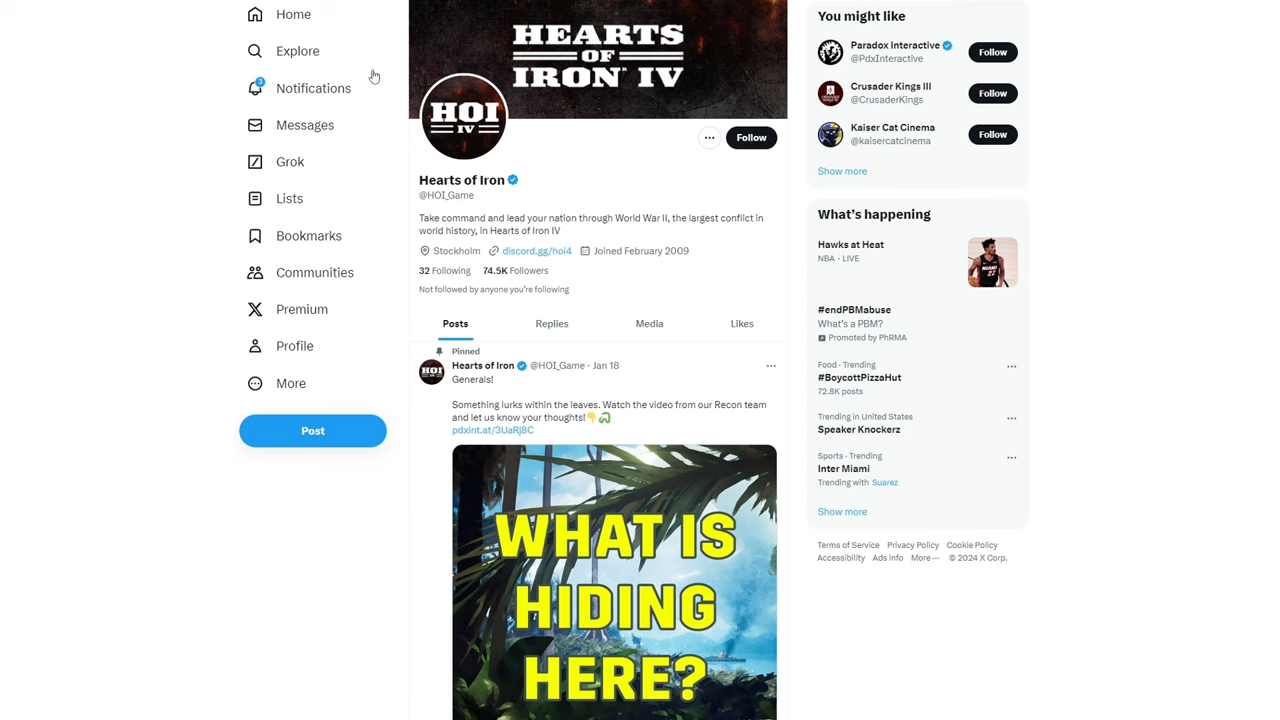 Home
Explore
3
Notifications
Messages
Grok
Lists
Bookmarks
Communities
Premium
Profile
More
Post
HEARTS
OF
IRON IV
HOI
IV
Follow
Hearts of Iron
@HOI_Game
Take command and lead your nation through World War II, the largest conflict in
world history, in Hearts of Iron IV
Stockholm discord.gg/hoi4 Joined February 2009
32 Following 74.5K Followers
Not followed by anyone you're following
Posts Replies Media Likes
Pinned
HOI
IV
Hearts of Iron @HOI_Game · Jan 18
Generals!
Something lurks within the leaves. Watch the video from our Recon team
and let us know your thoughts!
pdxint.at/3UaRj8C
WHAT IS
HIDING
HERE?
You might like
Paradox Interactive
@PdxInteractive
Follow
Crusader Kings III
@CrusaderKings
Follow
Kaiser Cat Cinema
@kaisercatcinema
Follow
Show more
What's happening
Hawks at Heat
NBA · LIVE
MIAMI
22
#endPBMabuse
What's a PBM?
Promoted by PhRMA
Food · Trending
#BoycottPizzaHut
72.8K posts
Trending in United States
Speaker Knockerz
Sports · Trending
Inter Miami
Trending with Suarez
Show more
Terms of Service Privacy Policy Cookie Policy
Accessibility Ads info More ··· © 2024 X Corp.